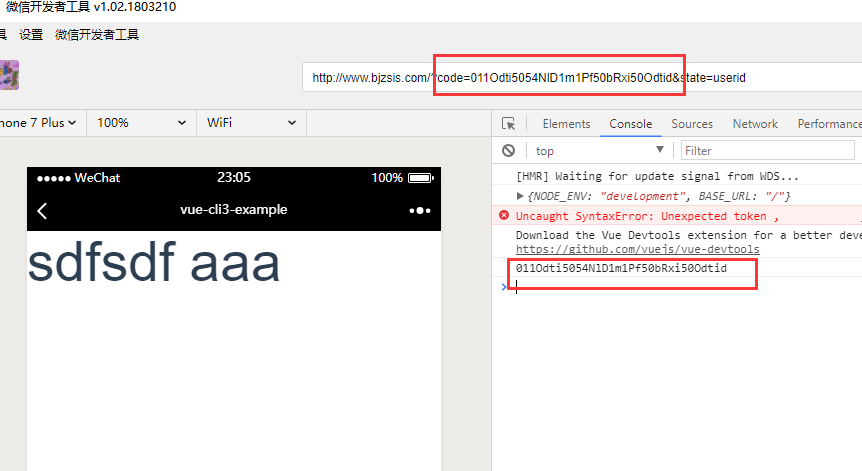 微信开发者工具 v1.02.1803210
具 设置 微信开发者工具
http://www.bjzsis.com/?code=011Odti5054NlD1m1Pf50bRxi50Odtid&state=userid
hone 7 Plus 100% WiFi
Elements Console Sources Network Performance
top Filter
●●●●● WeChat 23:05 100%
vue-cli3-example
sdfsdf aaa
[HMR] Waiting for update signal from WDS...
{NODE_ENV: "development", BASE_URL: "/"}
Uncaught SyntaxError: Unexpected token ,
Download the Vue Devtools extension for a better deve
https://github.com/vuejs/vue-devtools
011Odti5054NlD1m1Pf50bRxi50Odtid